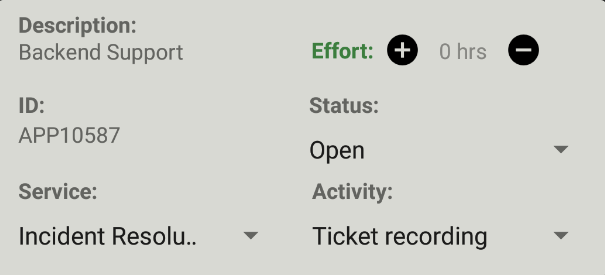 Description:
Backend Support
Effort: + 0 hrs −
ID:
APP10587
Status:
Open
Service:
Incident Resolu..
Activity:
Ticket recording